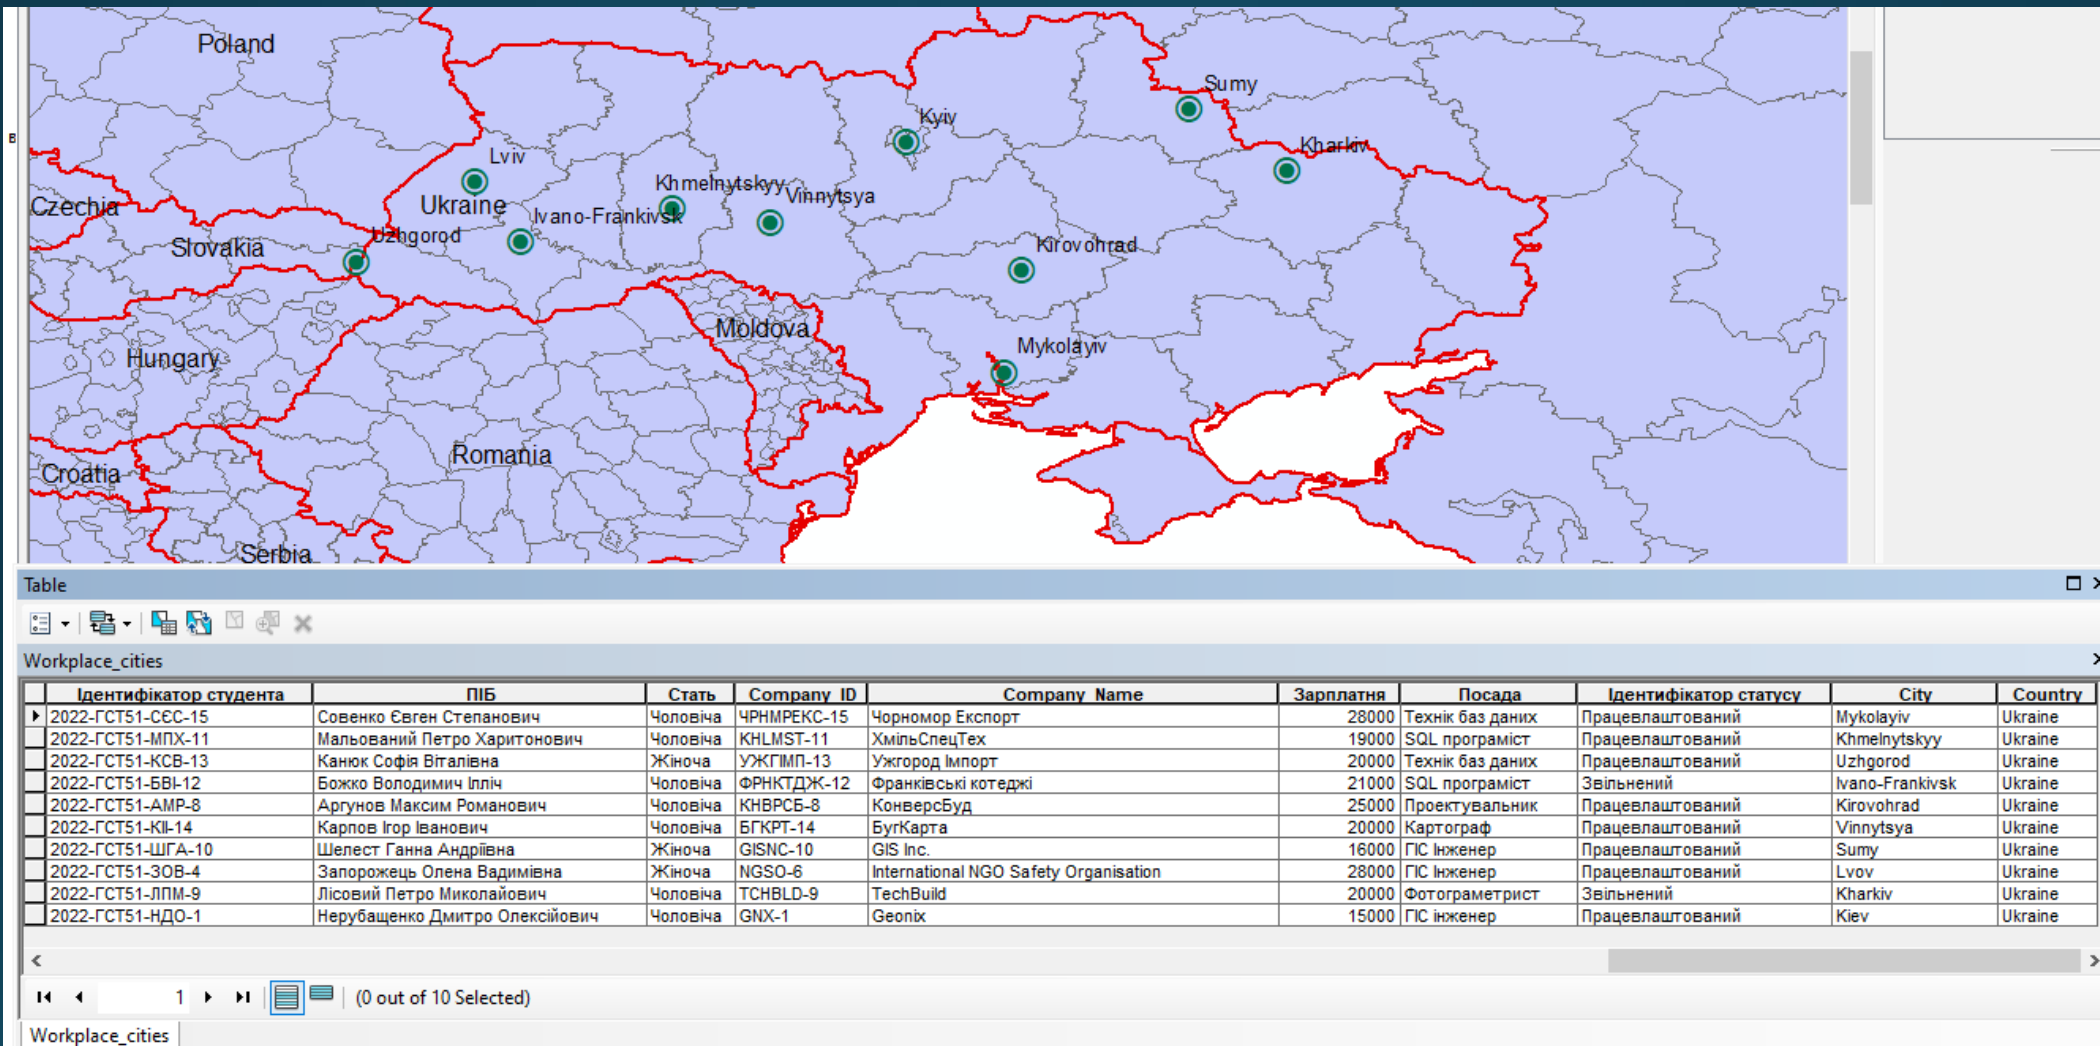 Poland
Sumy
Kyiv
Kharkiv
Lviv
Khmelnytskyy
Vinnytsya
Czechia
Ukraine
Ivano-Frankivsk
Uzhgorod
Slovakia
Kirovohrad
Moldova
Mykolayiv
Hungary
Romania
Croatia
Serbia
Table
Workplace_cities
Ідентифікатор студента ПІБ Стать Company_ID Company_Name Зарплатня Посада Ідентифікатор статусу City Country
2022-ГСТ51-СЄС-15 Совенко Євген Степанович Чоловіча ЧРНМРЕКС-15 Чорномор Експорт 28000 Технік баз даних Працевлаштований Mykolayiv Ukraine
2022-ГСТ51-МПХ-11 Мальований Петро Харитонович Чоловіча KHLMST-11 ХмільСпецТех 19000 SQL програміст Працевлаштований Khmelnytskyy Ukraine
2022-ГСТ51-КСВ-13 Канюк Софія Віталівна Жіноча УЖГІМП-13 Ужгород Імпорт 20000 Технік баз даних Працевлаштований Uzhgorod Ukraine
2022-ГСТ51-БВІ-12 Божко Володимич Ілліч Чоловіча ФРНКТДЖ-12 Франківські котеджі 21000 SQL програміст Звільнений Ivano-Frankivsk Ukraine
2022-ГСТ51-АМР-8 Аргунов Максим Романович Чоловіча КНВРСБ-8 КонверсБуд 25000 Проектувальник Працевлаштований Kirovohrad Ukraine
2022-ГСТ51-КІІ-14 Карпов Ігор Іванович Чоловіча БГКРТ-14 БугКарта 20000 Картограф Працевлаштований Vinnytsya Ukraine
2022-ГСТ51-ШГА-10 Шелест Ганна Андріївна Жіноча GISNC-10 GIS Inc. 16000 ГІС Інженер Працевлаштований Sumy Ukraine
2022-ГСТ51-ЗОВ-4 Запорожець Олена Вадимівна Жіноча NGSO-6 International NGO Safety Organisation 28000 ГІС Інженер Працевлаштований Lvov Ukraine
2022-ГСТ51-ЛПМ-9 Лісовий Петро Миколайович Чоловіча TCHBLD-9 TechBuild 20000 Фотограметрист Звільнений Kharkiv Ukraine
2022-ГСТ51-НДО-1 Нерубащенко Дмитро Олексійович Чоловіча GNX-1 Geonix 15000 ГІС інженер Працевлаштований Kiev Ukraine
1 (0 out of 10 Selected)
Workplace_cities